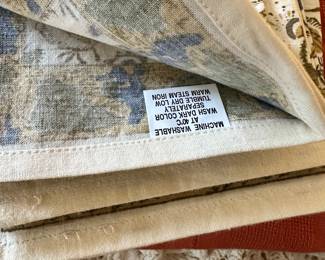 MACHINE WASHABLE
AT 40°C
WASH DARK COLOR
SEPARATELY
TUMBLE DRY LOW
WARM STEAM IRON